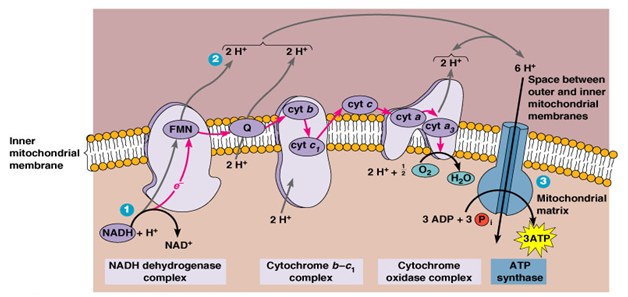 2
2 H+
2 H+
2 H+
6 H+
Space between
outer and inner
mitochondrial
membranes
Inner
mitochondrial
membrane
FMN
Q
cyt b
cyt c1
cyt c
cyt a
cyt a3
2 H+
2 H+
2 H+ + 1/2
O2
H2O
e-
1
NADH + H+
NAD+
3
Mitochondrial
matrix
3 ADP + 3 Pi
3ATP
NADH dehydrogenase
complex
Cytochrome b–c1
complex
Cytochrome
oxidase complex
ATP
synthase